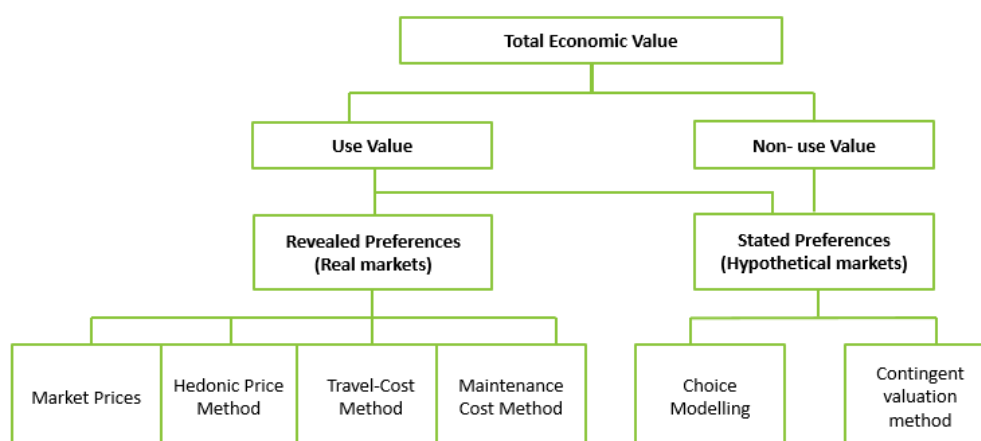 Total Economic Value
Use Value
Non- use Value
Revealed Preferences
(Real markets)
Stated Preferences
(Hypothetical markets)
Market Prices
Hedonic Price
Method
Travel-Cost
Method
Maintenance
Cost Method
Choice
Modelling
Contingent
valuation
method